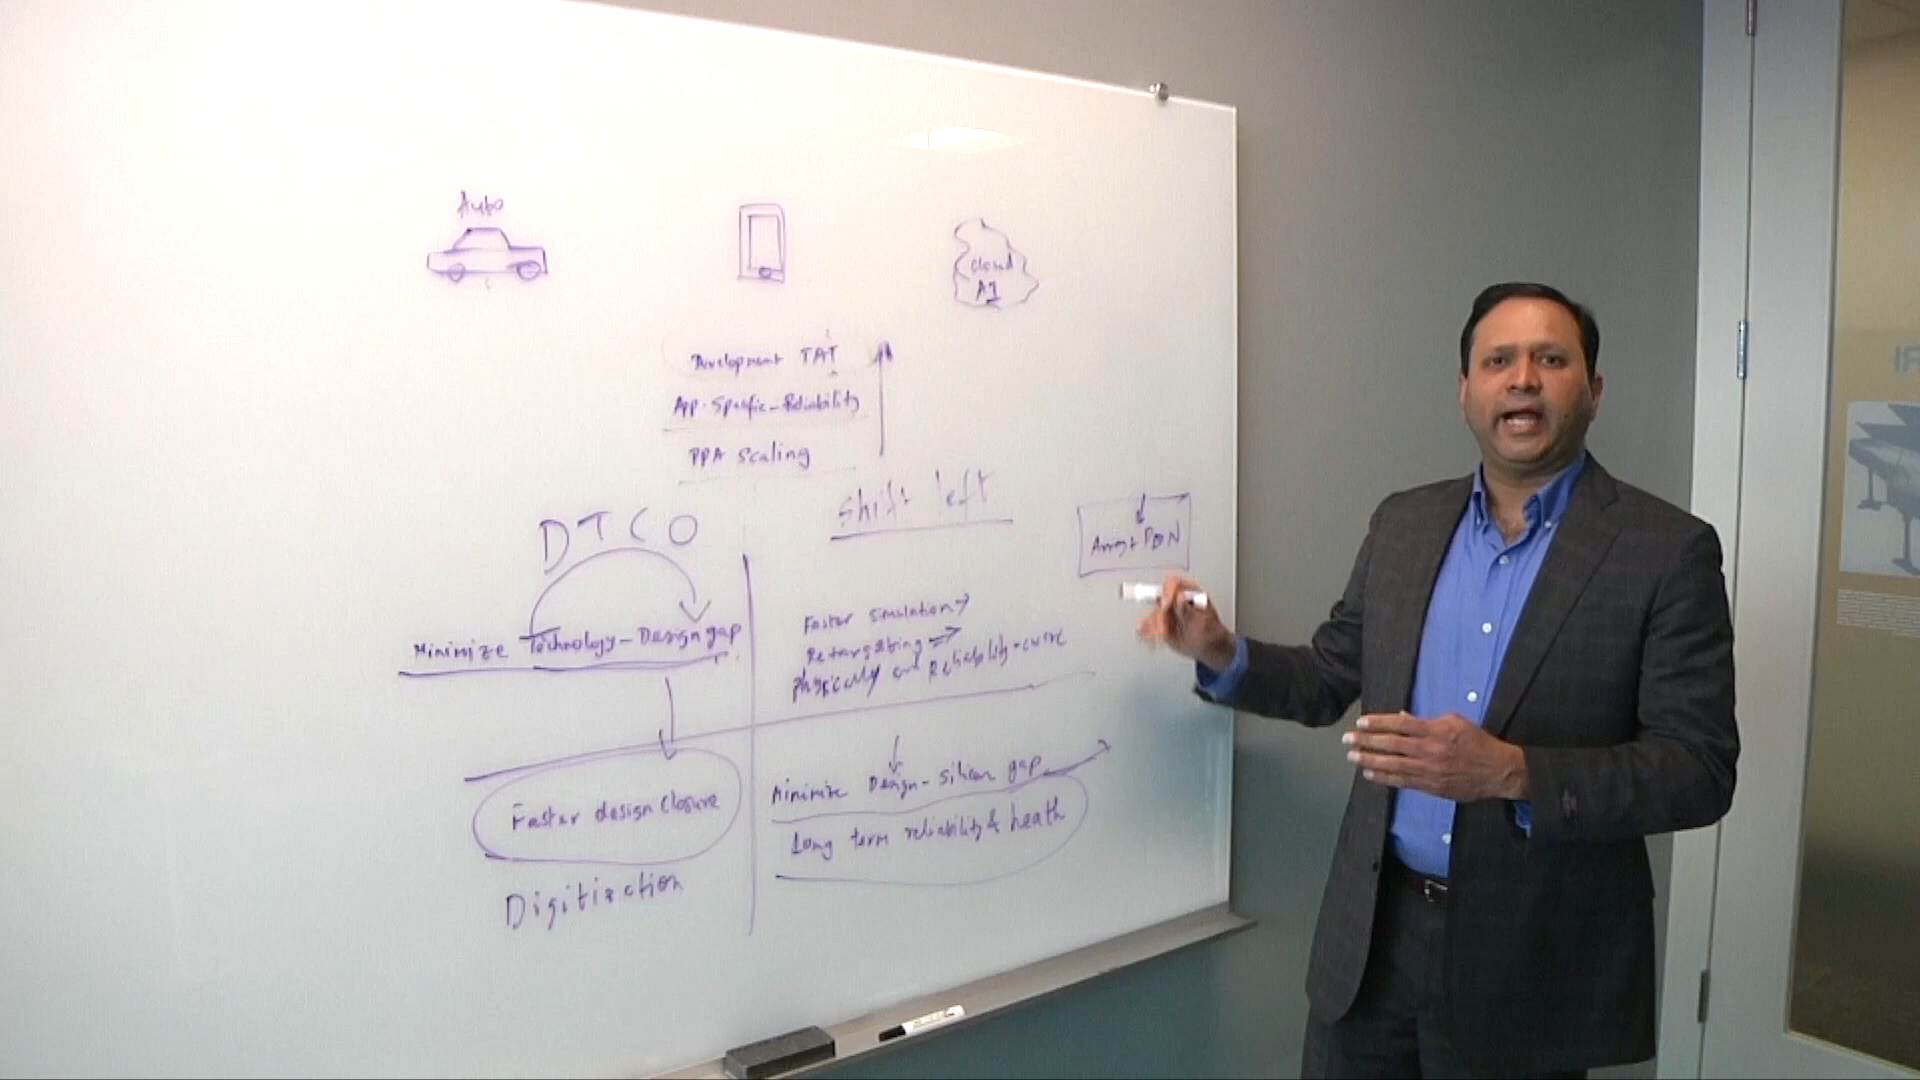 Auto
cloud
AI
Development TAT
App. Specific-Reliability
PPA Scaling
Shift left
DTCO
Array + PDN
Minimize Technology-Design gap
Faster simulation →
Retargeting →
physically and Reliability-aware
Minimize Design-silicon gap
Faster design closure
Long term reliability & heath
Digitization